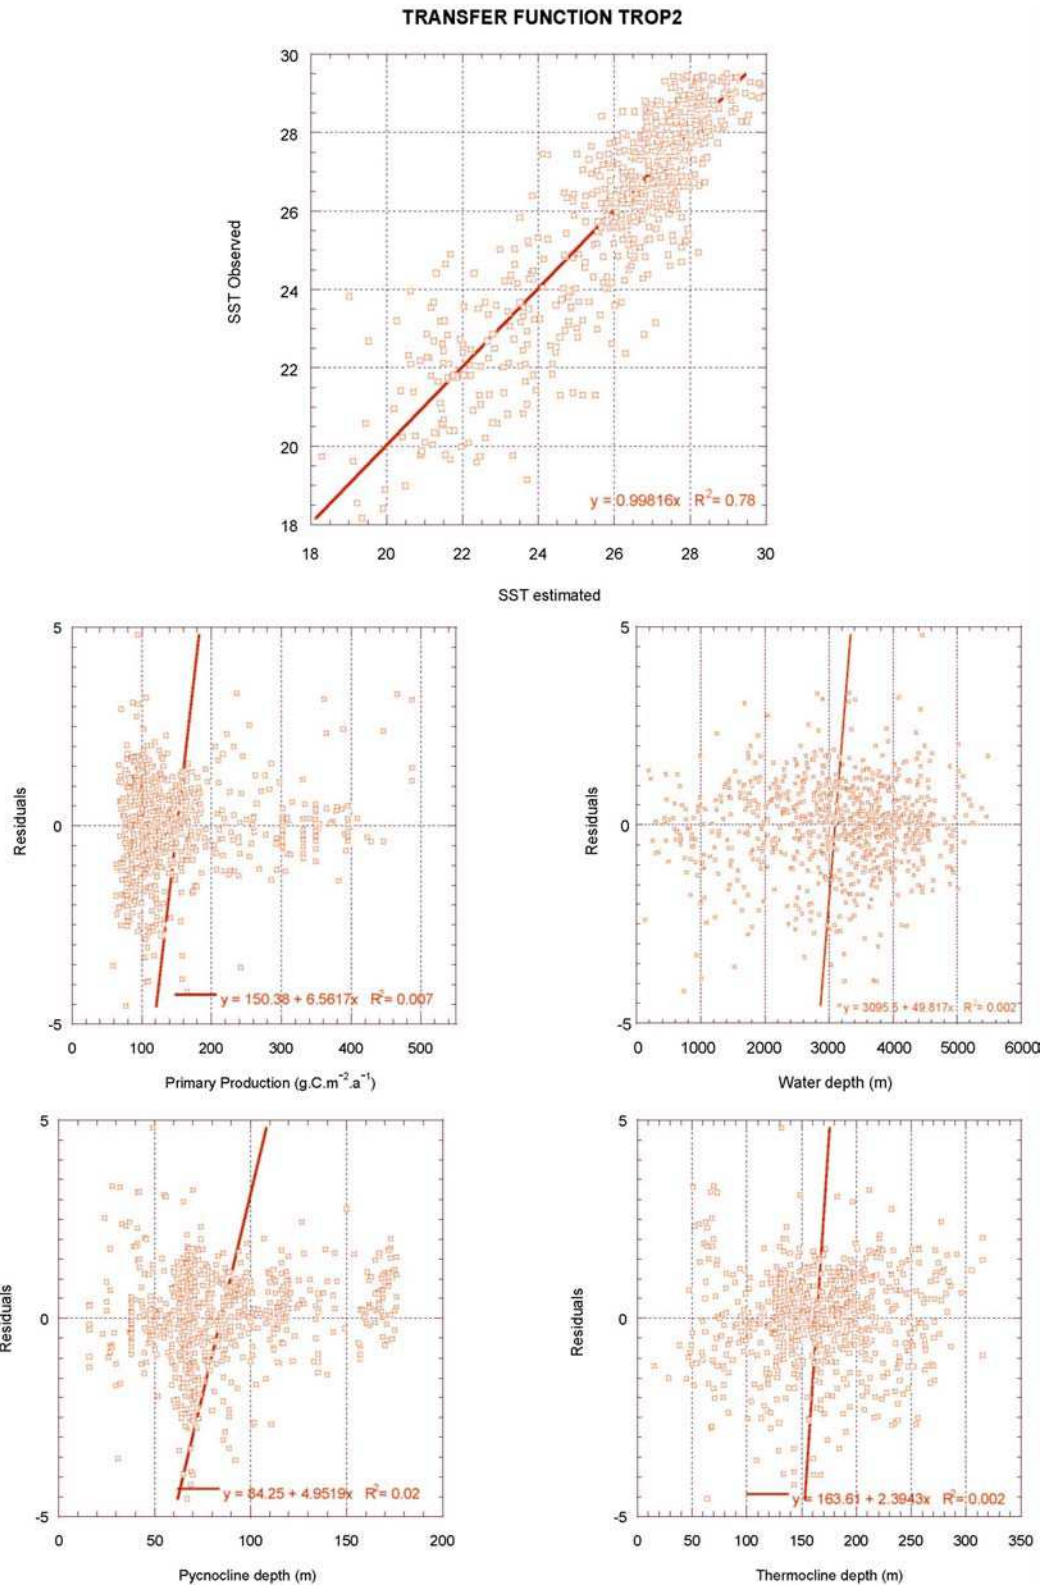 TRANSFER FUNCTION TROP2
30
28
26
24
22
20
18
SST Observed
y = 0.99816x R²= 0.78
18 20 22 24 26 28 30
SST estimated
5
0
-5
Residuals
y = 150.38 + 6.5617x R²= 0.007
0 100 200 300 400 500
Primary Production (g.C.m⁻².a⁻¹)
5
0
-5
Residuals
y = 3095.5 + 49.817x R²= 0.002
0 1000 2000 3000 4000 5000 6000
Water depth (m)
5
0
-5
Residuals
y = 84.25 + 4.9519x R²= 0.02
0 50 100 150 200
Pycnocline depth (m)
5
0
-5
Residuals
y = 163.61 + 2.3943x R²= 0.002
0 50 100 150 200 250 300 350
Thermocline depth (m)